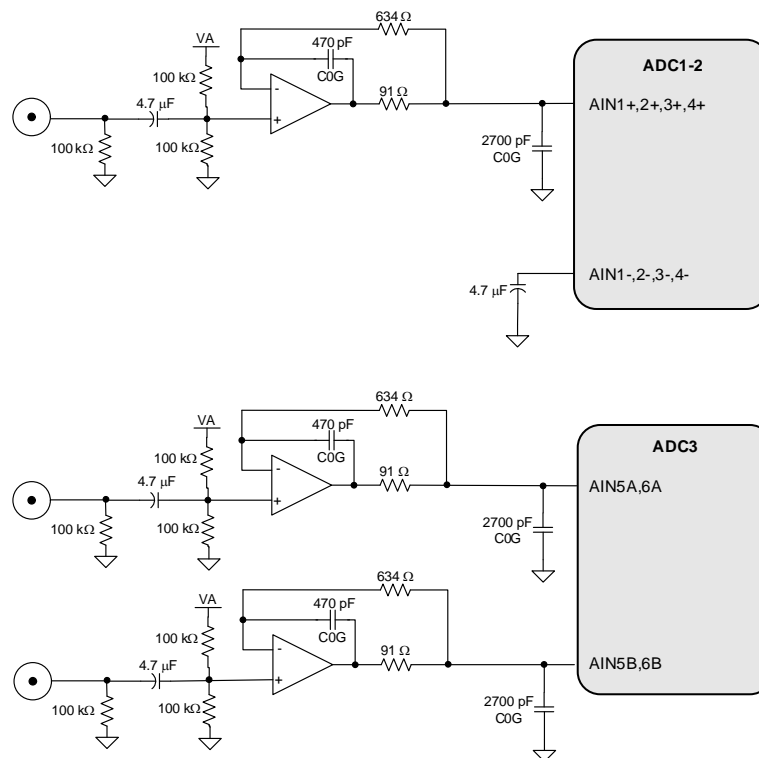 634 Ω
470 pF
C0G
VA
100 kΩ
ADC1-2
4.7 µF
91 Ω
AIN1+,2+,3+,4+
100 kΩ
100 kΩ
2700 pF
C0G
AIN1-,2-,3-,4-
4.7 µF
634 Ω
470 pF
C0G
VA
100 kΩ
ADC3
4.7 µF
91 Ω
AIN5A,6A
100 kΩ
100 kΩ
2700 pF
C0G
634 Ω
470 pF
C0G
VA
100 kΩ
4.7 µF
91 Ω
AIN5B,6B
100 kΩ
100 kΩ
2700 pF
C0G